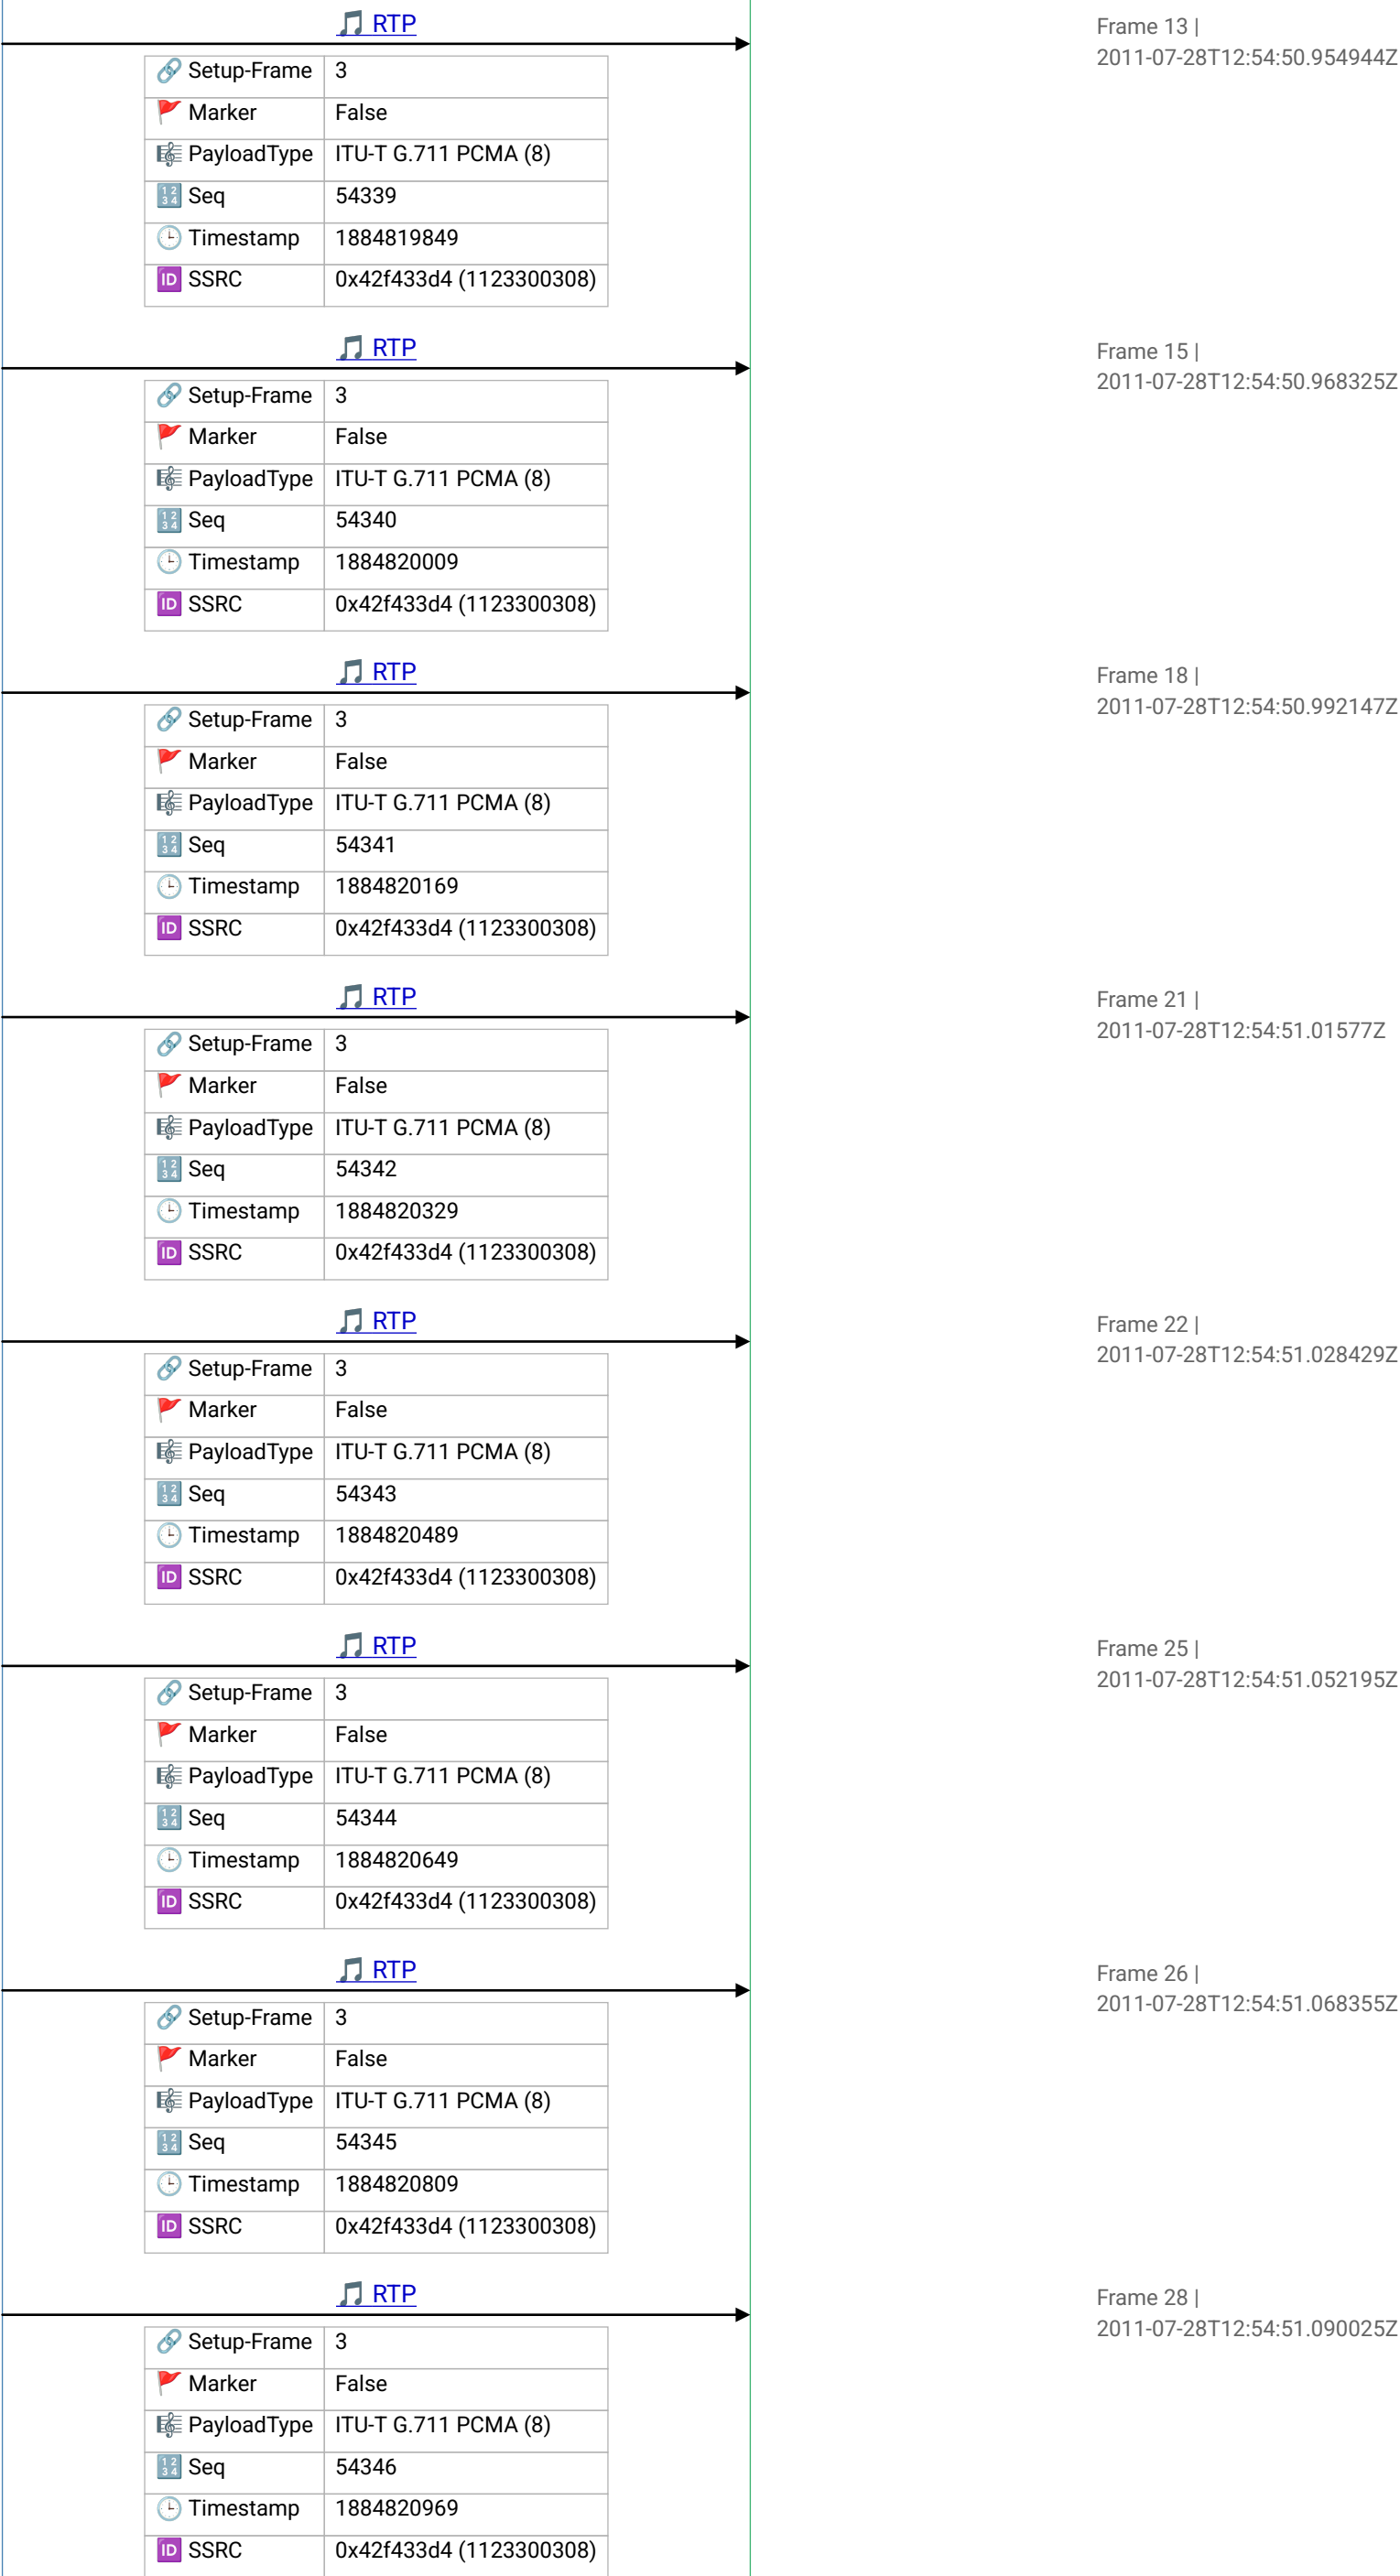 🎵 RTP
Frame 13 |
2011-07-28T12:54:50.954944Z
🔗 Setup-Frame 3
🚩 Marker False
🎼 PayloadType ITU-T G.711 PCMA (8)
🔢 Seq 54339
🕒 Timestamp 1884819849
🆔 SSRC 0x42f433d4 (1123300308)
🎵 RTP
Frame 15 |
2011-07-28T12:54:50.968325Z
🔗 Setup-Frame 3
🚩 Marker False
🎼 PayloadType ITU-T G.711 PCMA (8)
🔢 Seq 54340
🕒 Timestamp 1884820009
🆔 SSRC 0x42f433d4 (1123300308)
🎵 RTP
Frame 18 |
2011-07-28T12:54:50.992147Z
🔗 Setup-Frame 3
🚩 Marker False
🎼 PayloadType ITU-T G.711 PCMA (8)
🔢 Seq 54341
🕒 Timestamp 1884820169
🆔 SSRC 0x42f433d4 (1123300308)
🎵 RTP
Frame 21 |
2011-07-28T12:54:51.01577Z
🔗 Setup-Frame 3
🚩 Marker False
🎼 PayloadType ITU-T G.711 PCMA (8)
🔢 Seq 54342
🕒 Timestamp 1884820329
🆔 SSRC 0x42f433d4 (1123300308)
🎵 RTP
Frame 22 |
2011-07-28T12:54:51.028429Z
🔗 Setup-Frame 3
🚩 Marker False
🎼 PayloadType ITU-T G.711 PCMA (8)
🔢 Seq 54343
🕒 Timestamp 1884820489
🆔 SSRC 0x42f433d4 (1123300308)
🎵 RTP
Frame 25 |
2011-07-28T12:54:51.052195Z
🔗 Setup-Frame 3
🚩 Marker False
🎼 PayloadType ITU-T G.711 PCMA (8)
🔢 Seq 54344
🕒 Timestamp 1884820649
🆔 SSRC 0x42f433d4 (1123300308)
🎵 RTP
Frame 26 |
2011-07-28T12:54:51.068355Z
🔗 Setup-Frame 3
🚩 Marker False
🎼 PayloadType ITU-T G.711 PCMA (8)
🔢 Seq 54345
🕒 Timestamp 1884820809
🆔 SSRC 0x42f433d4 (1123300308)
🎵 RTP
Frame 28 |
2011-07-28T12:54:51.090025Z
🔗 Setup-Frame 3
🚩 Marker False
🎼 PayloadType ITU-T G.711 PCMA (8)
🔢 Seq 54346
🕒 Timestamp 1884820969
🆔 SSRC 0x42f433d4 (1123300308)